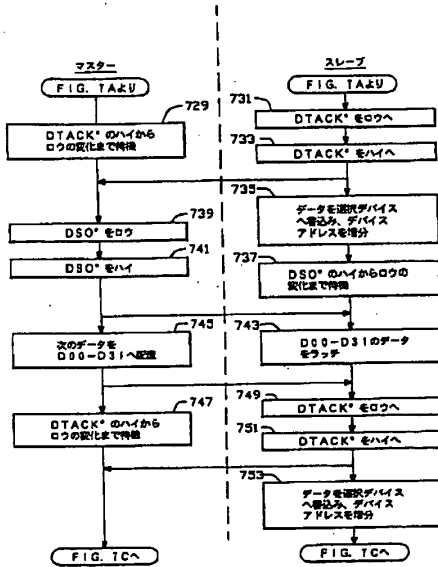 マスター
FIG. 7Aより
729
DTACK*のハイから
ロウの変化まで待機
739
DSO*をロウ
741
DSO*をハイ
745
次のデータを
D00-D31へ配達
747
DTACK*のハイから
ロウの変化まで待機
FIG. 7Cへ
スレーブ
FIG. 7Aより
731
DTACK*をロウへ
733
DTACK*をハイへ
735
データを選択デバイス
へ書込み、デバイス
アドレスを増分
737
DSO*のハイからロウの
変化まで待機
743
D00-D31のデータ
をラッチ
749
DTACK*をロウへ
751
DTACK*をハイへ
753
データを選択デバイス
へ書込み、デバイス
アドレスを増分
FIG. 7Cへ